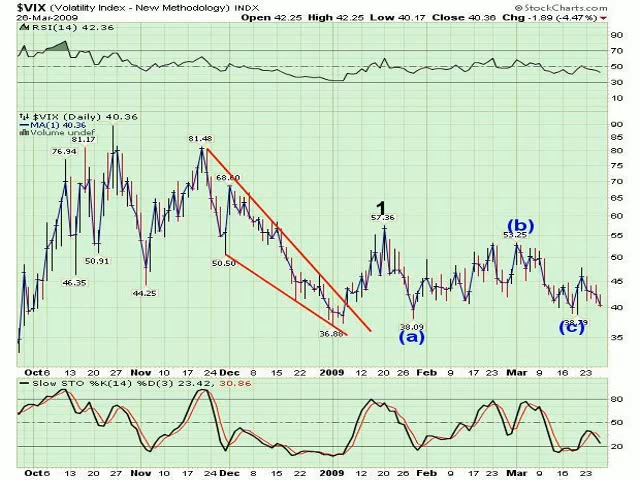 $VIX (Volatility Index - New Methodology) INDX © StockCharts.com
26-Mar-2009 Open 42.25 High 42.25 Low 40.17 Close 40.36 Chg -1.89 (-4.47%)
RSI(14) 42.36
90
70
50
30
10
$VIX (Daily) 40.36
MA(1) 40.36
Volume undef
90
85
80
75
70
65
60
55
50
45
40
35
81.17
76.94
81.48
68.60
1
57.36
(b)
53.25
50.91
50.50
46.35
44.25
36.88
38.09
(a)
(c)
Oct 6 13 20 27 Nov 10 17 24 Dec 8 15 22 2009 12 20 26 Feb 9 17 23 Mar 9 16 23
Slow STO %K(14) %D(3) 23.42, 30.86
80
50
20
Oct 6 13 20 27 Nov 10 17 24 Dec 8 15 22 2009 12 20 26 Feb 9 17 23 Mar 9 16 23